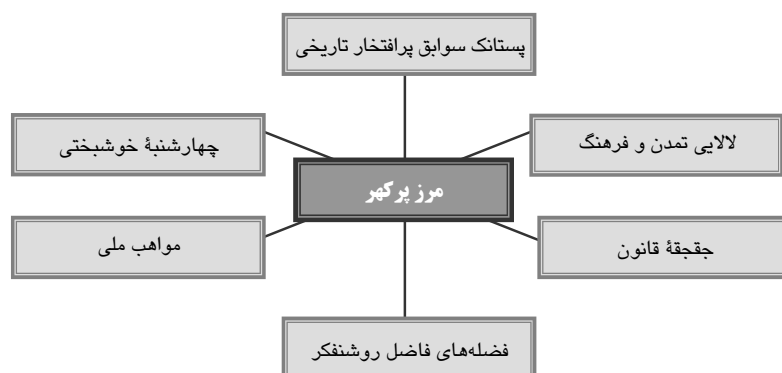 پستانک سوابق پرافتخار تاریخی
لالایی تمدن و فرهنگ
چهارشنبهٔ خوشبختی
مرز پرگهر
جقجقهٔ قانون
مواهب ملی
فضله‌های فاضل روشنفکر